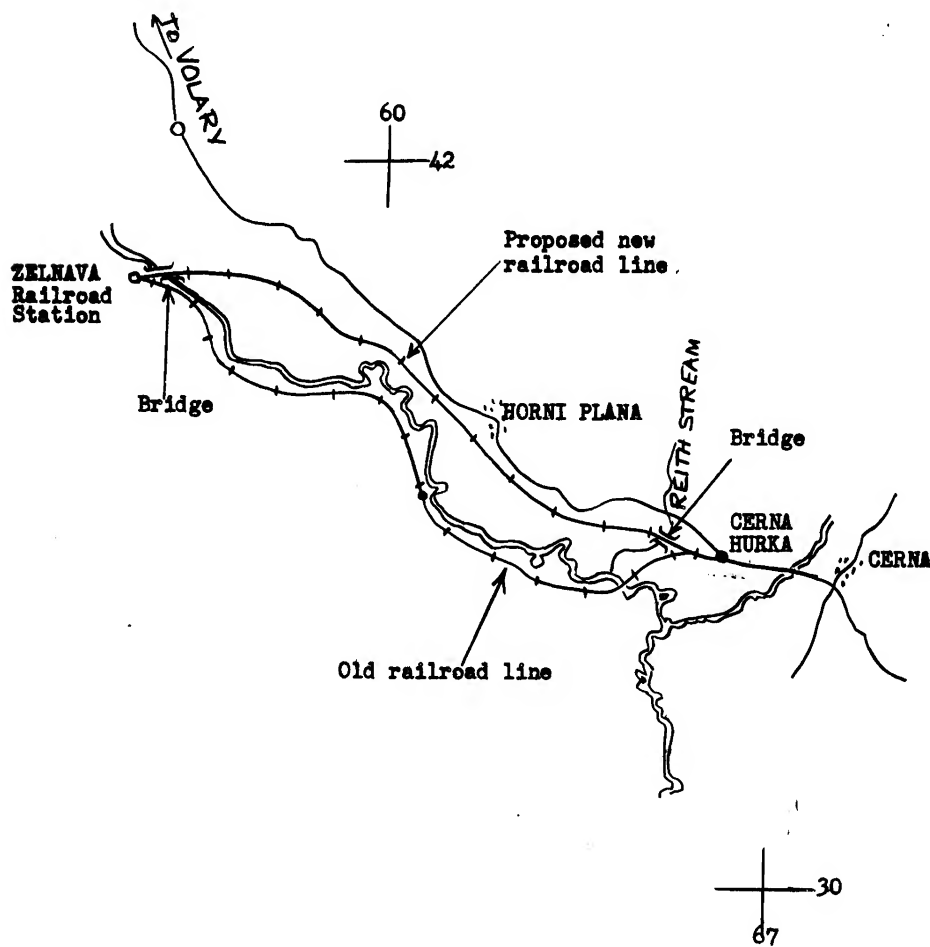 To VOLARY
60
42
Proposed new
railroad line
ZELNAVA
Railroad
Station
Bridge
HORNI PLANA
REITH STREAM
Bridge
CERNA
HURKA
CERNA
Old railroad line
30
67